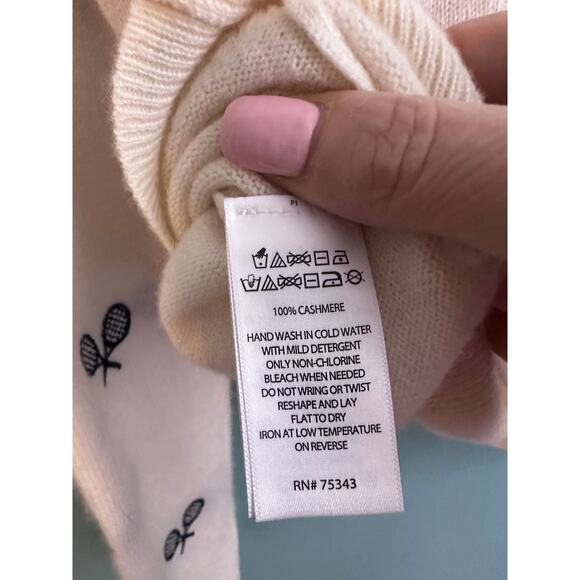 P1
100% CASHMERE
HAND WASH IN COLD WATER
WITH MILD DETERGENT
ONLY NON-CHLORINE
BLEACH WHEN NEEDED
DO NOT WRING OR TWIST
RESHAPE AND LAY
FLAT TO DRY
IRON AT LOW TEMPERATURE
ON REVERSE
RN# 75343